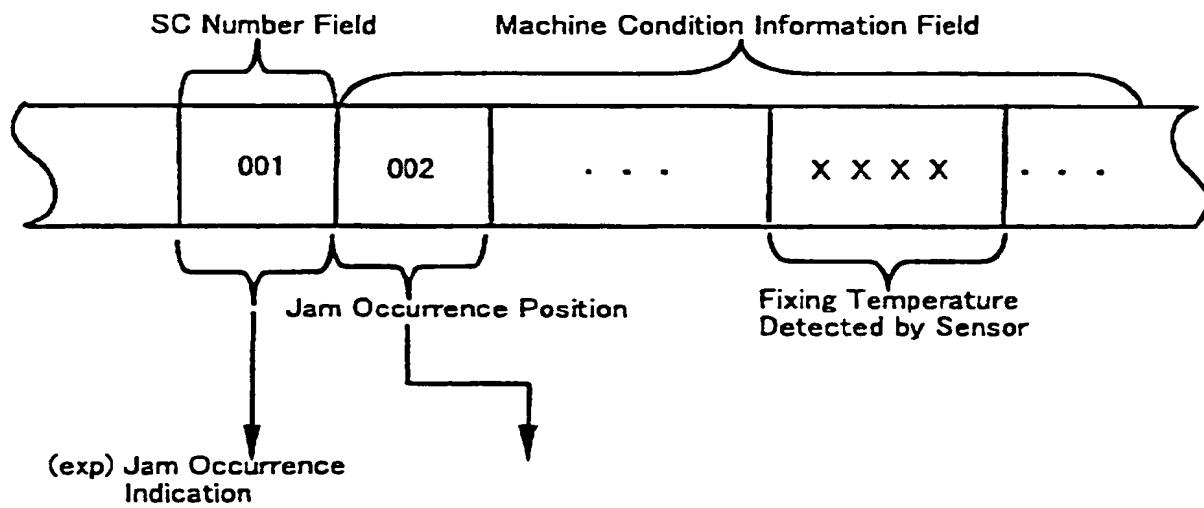 SC Number Field
Machine Condition Information Field
001
002
. . .
X X X X
. . .
Jam Occurrence Position
Fixing Temperature
Detected by Sensor
(exp) Jam Occurrence
Indication